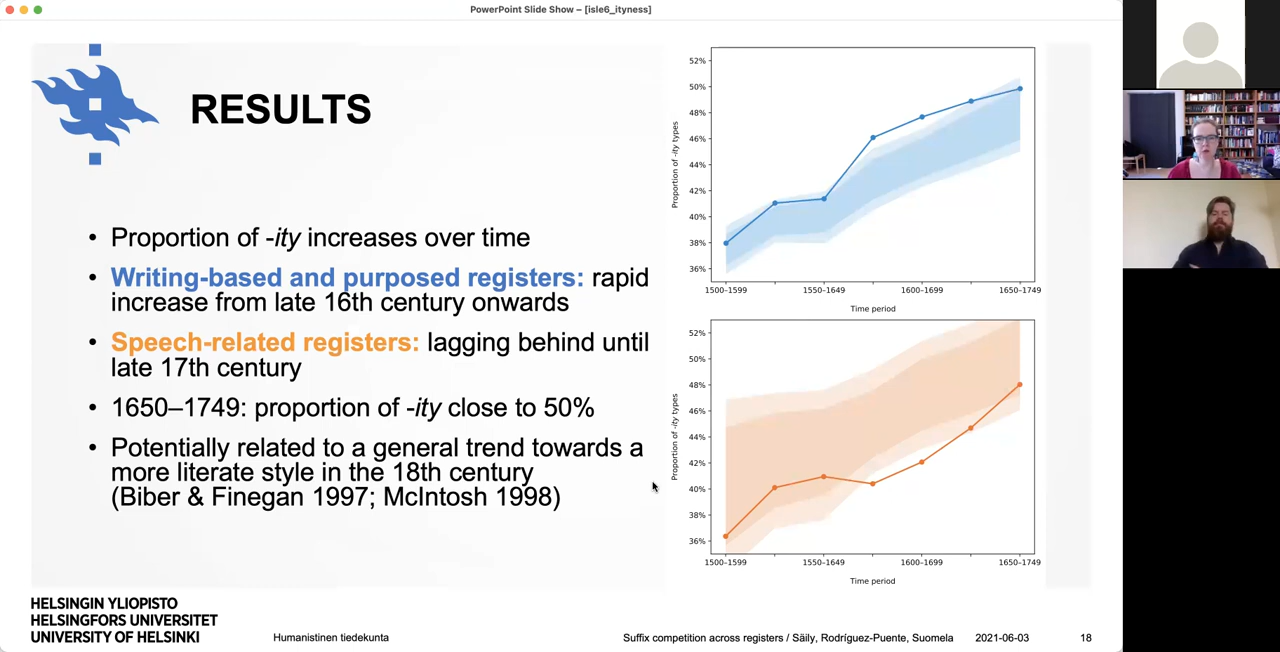 PowerPoint Slide Show – [isle6_ityness]
RESULTS
• Proportion of -ity increases over time
• Writing-based and purposed registers: rapid
increase from late 16th century onwards
• Speech-related registers: lagging behind until
late 17th century
• 1650–1749: proportion of -ity close to 50%
• Potentially related to a general trend towards a
more literate style in the 18th century
(Biber & Finegan 1997; McIntosh 1998)
Proportion of -ity types
52%
50%
48%
46%
44%
42%
40%
38%
36%
1500–1599 1550–1649 1600–1699 1650–1749
Time period
Proportion of -ity types
52%
50%
48%
46%
44%
42%
40%
38%
36%
1500–1599 1550–1649 1600–1699 1650–1749
Time period
HELSINGIN YLIOPISTO
HELSINGFORS UNIVERSITET
UNIVERSITY OF HELSINKI
Humanistinen tiedekunta
Suffix competition across registers / Säily, Rodríguez-Puente, Suomela
2021-06-03
18